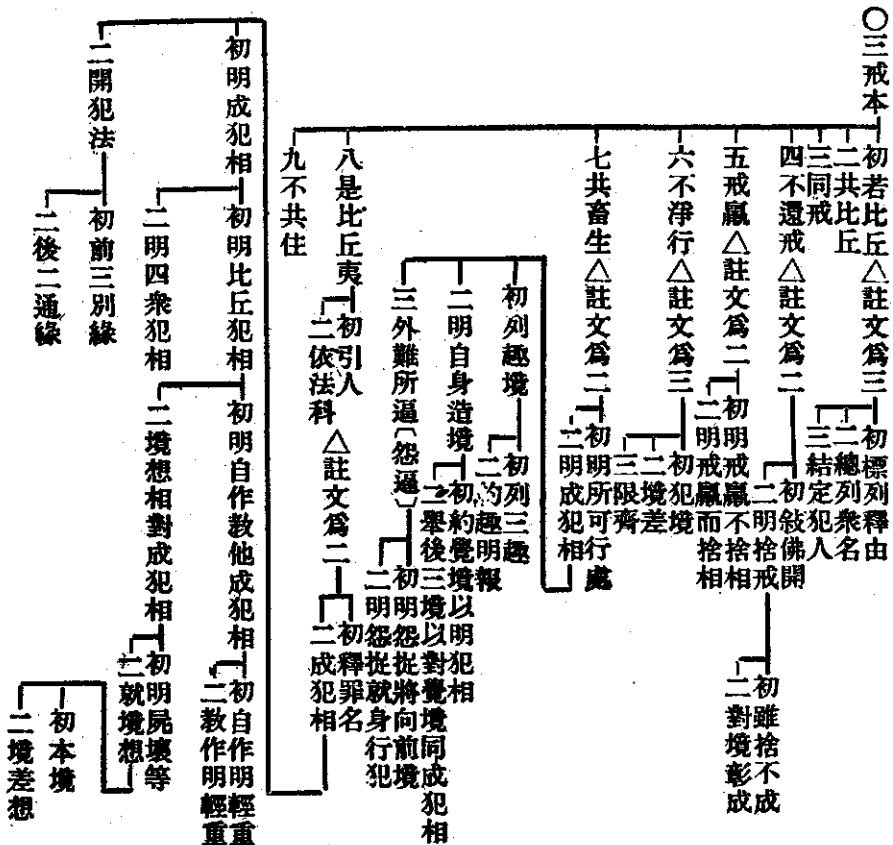 ○三戒本
初若比丘△註文爲三
初標列釋由
二總列衆名
三結定犯人
二共比丘
三同戒
四不還戒△註文爲二
初敍佛開
二明捨戒
初雖捨不成
二對境彰成
五戒羸△註文爲二
初明戒羸不捨相
二明戒羸而捨相
六不淨行△註文爲三
初犯境
二境差
三限齊
七共畜生△註文爲二
初明所可行處
二明成犯相
初列趣境
初列三趣
二約趣明報
二明自身造境
初約覺境以明犯相
二舉後三境以對覺境同成犯相
三外難所逼〔怨逼〕
初明怨捉將向前境
二明怨捉就身行犯
八是比丘夷
初引人
二依法科△註文爲二
初釋罪名
二成犯相
九不共住
初明成犯相
初明比丘犯相
初明自作教他成犯相
初自作明輕重
二教作明輕重
二境想相對成犯相
初明屍壞等
二就境想
初本境
二境差想
二明四衆犯相
二開犯法
初前三別緣
二後二通緣